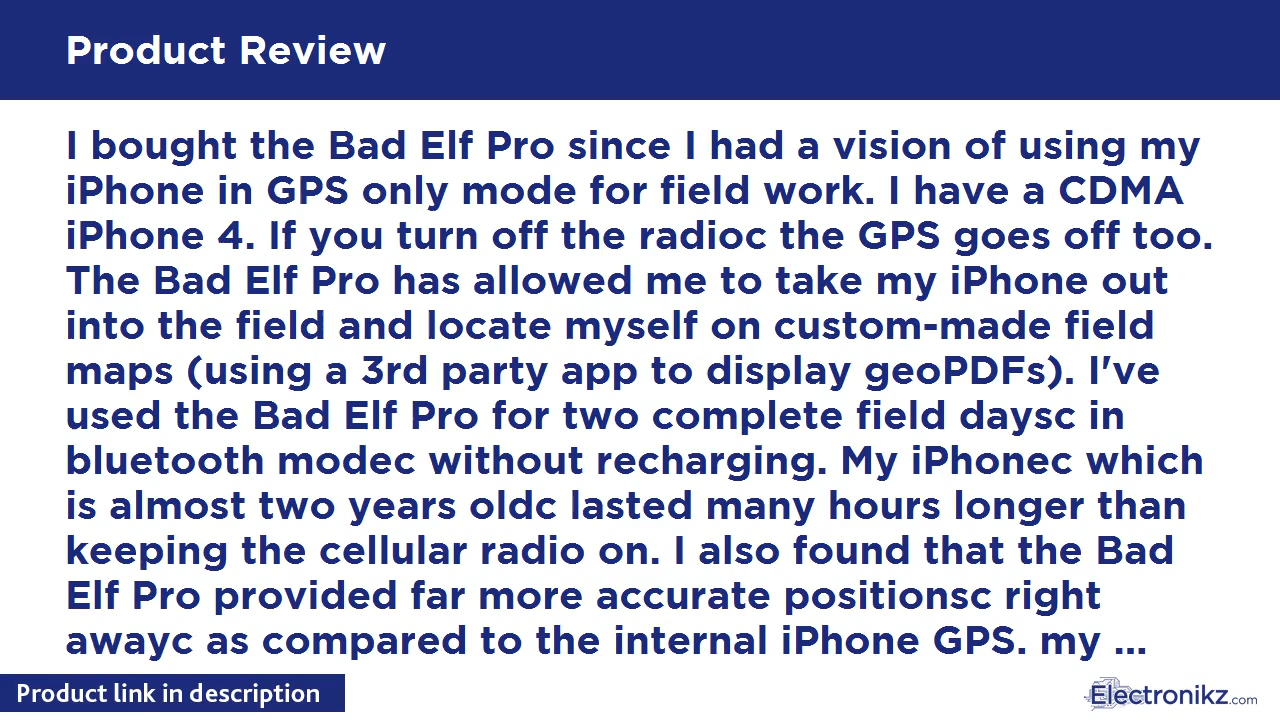 Product Review
I bought the Bad Elf Pro since I had a vision of using my
iPhone in GPS only mode for field work. I have a CDMA
iPhone 4. If you turn off the radioc the GPS goes off too.
The Bad Elf Pro has allowed me to take my iPhone out
into the field and locate myself on custom-made field
maps (using a 3rd party app to display geoPDFs). I've
used the Bad Elf Pro for two complete field daysc in
bluetooth modec without recharging. My iPhonec which
is almost two years oldc lasted many hours longer than
keeping the cellular radio on. I also found that the Bad
Elf Pro provided far more accurate positionsc right
awayc as compared to the internal iPhone GPS. my ...
Product link in description
Electronikz.com